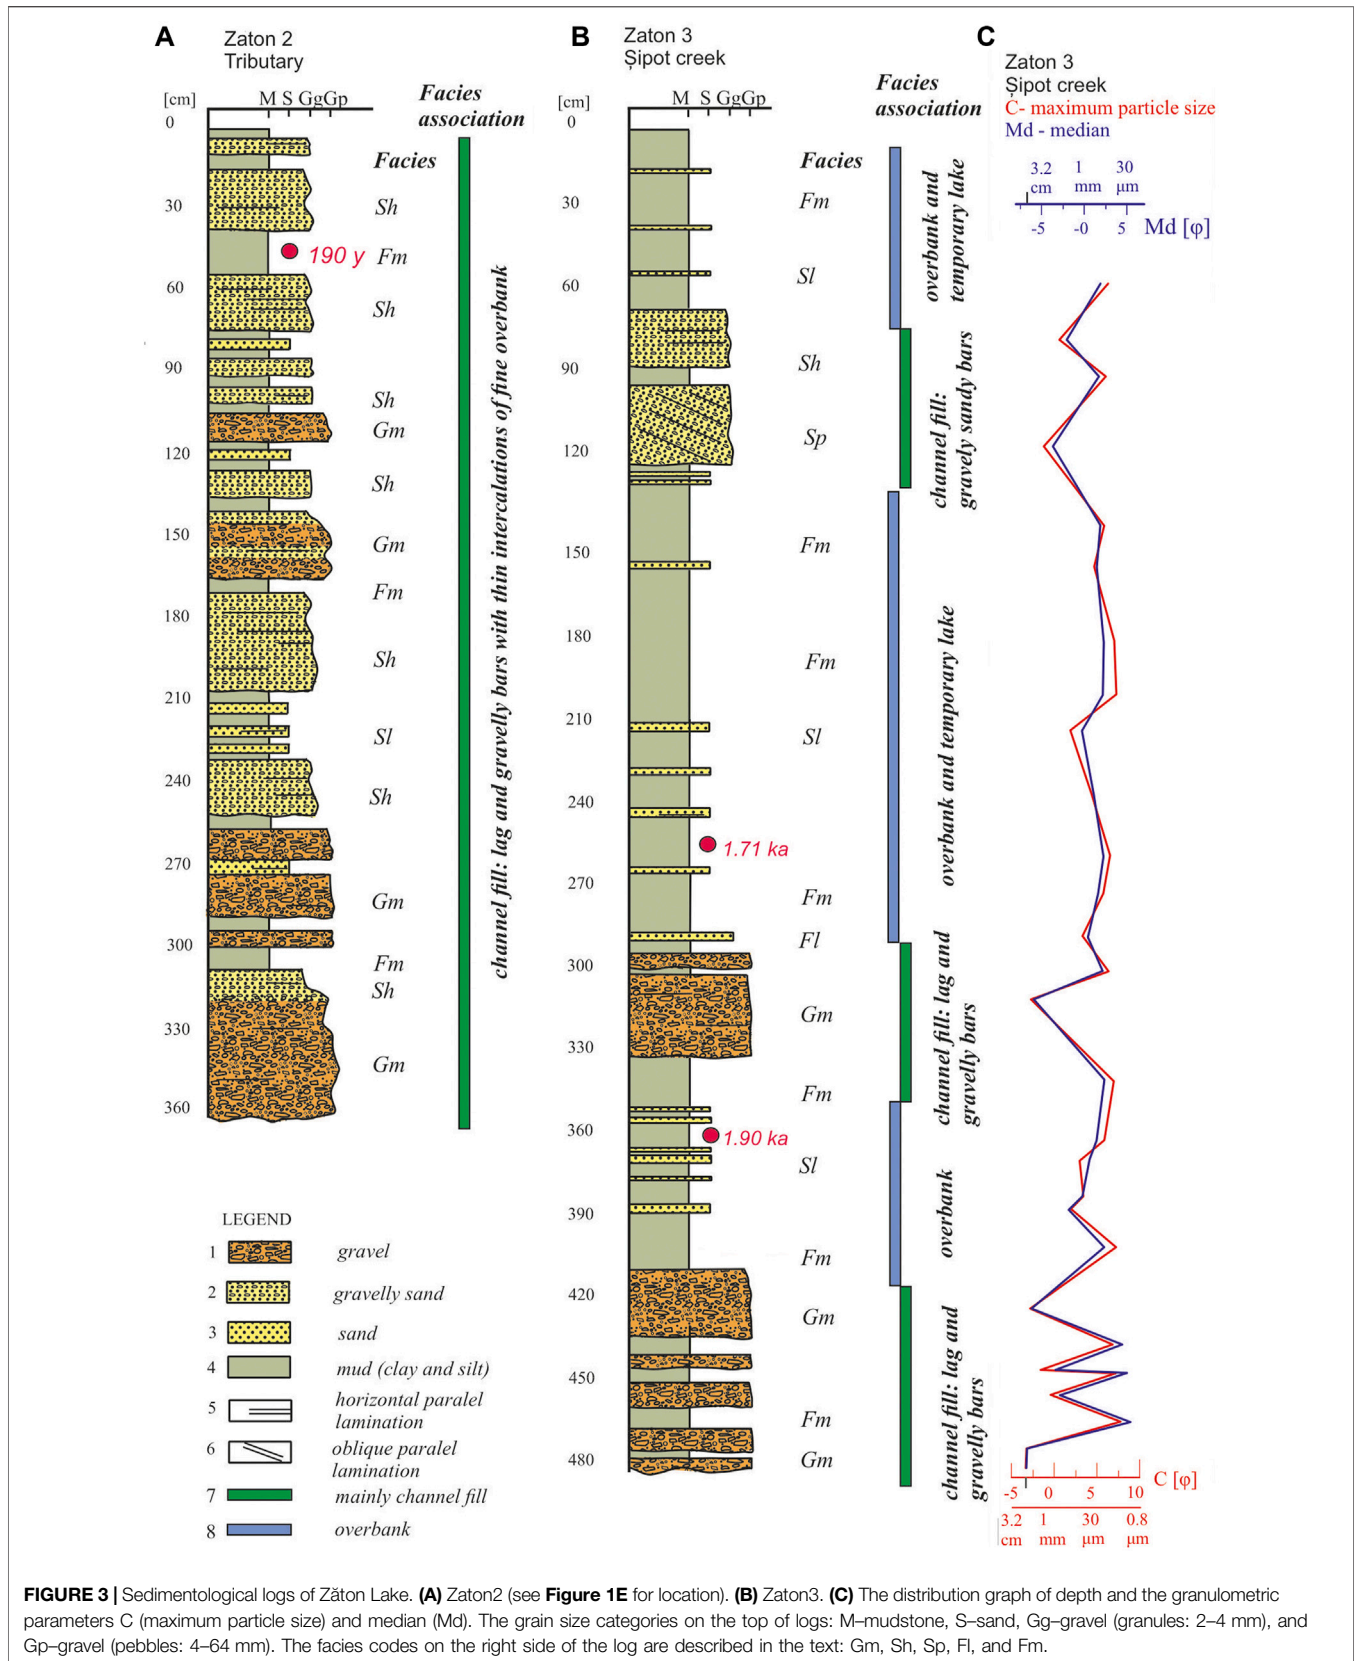 A
Zaton 2
Tributary
[cm]
M S GgGp
Facies
association
0
30
60
90
120
150
180
210
240
270
300
330
360
Facies
Sh
190 y
Fm
Sh
Sh
Gm
Sh
Gm
Fm
Sh
Sl
Sh
Gm
Fm
Sh
Gm
channel fill: lag and gravelly bars with thin intercalations of fine overbank
LEGEND
1 gravel
2 gravelly sand
3 sand
4 mud (clay and silt)
5 horizontal paralel
lamination
6 oblique paralel
lamination
7 mainly channel fill
8 overbank
B
Zaton 3
Șipot creek
[cm]
M S GgGp
Facies
association
0
30
60
90
120
150
180
210
240
270
300
330
360
390
420
450
480
Facies
Fm
Sl
Sh
Sp
Fm
Fm
Sl
1.71 ka
Fm
Fl
Gm
Fm
1.90 ka
Sl
Fm
Gm
Fm
Gm
overbank and
temporary lake
channel fill:
gravely sandy bars
overbank and temporary lake
channel fill: lag and
gravelly bars
overbank
channel fill: lag and
gravelly bars
C
Zaton 3
Șipot creek
C- maximum particle size
Md - median
3.2 1 30
cm mm μm
-5 -0 5 Md [φ]
C [φ]
-5 0 5 10
3.2 1 30 0.8
cm mm μm μm
FIGURE 3 | Sedimentological logs of Zăton Lake. (A) Zaton2 (see Figure 1E for location). (B) Zaton3. (C) The distribution graph of depth and the granulometric
parameters C (maximum particle size) and median (Md). The grain size categories on the top of logs: M–mudstone, S–sand, Gg–gravel (granules: 2–4 mm), and
Gp–gravel (pebbles: 4–64 mm). The facies codes on the right side of the log are described in the text: Gm, Sh, Sp, Fl, and Fm.